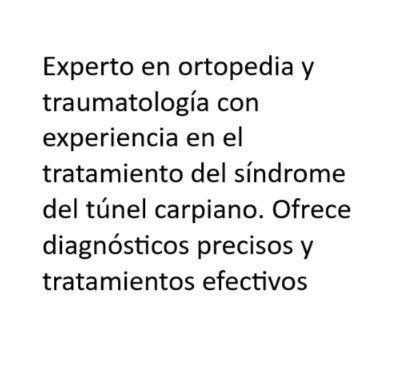 Experto en ortopedia y
traumatología con
experiencia en el
tratamiento del síndrome
del túnel carpiano. Ofrece
diagnósticos precisos y
tratamientos efectivos